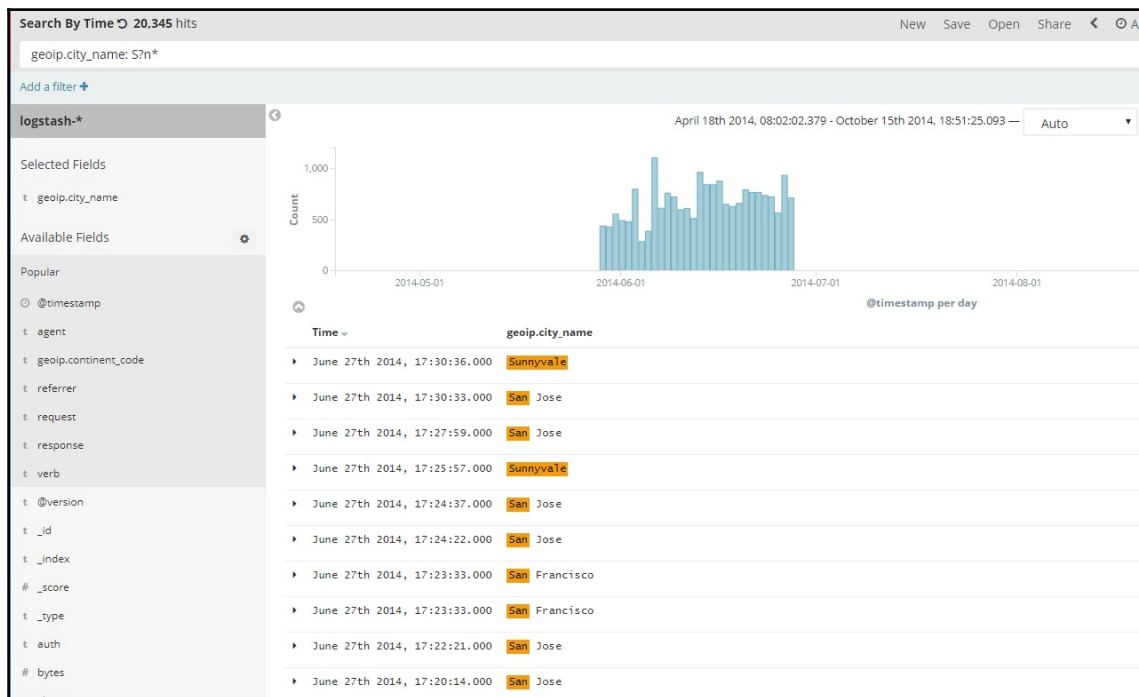 Search By Time 20,345 hits
New Save Open Share A
geoip.city_name: S?n*
Add a filter
logstash-*
April 18th 2014, 08:02:02.379 - October 15th 2014, 18:51:25.093 — Auto
Selected Fields
t geoip.city_name
Available Fields
Popular
@timestamp
t agent
t geoip.continent_code
t referrer
t request
t response
t verb
t @version
t _id
t _index
# _score
t _type
t auth
# bytes
Count
1,000
500
0
2014-05-01 2014-06-01 2014-07-01 2014-08-01
@timestamp per day
Time geoip.city_name
June 27th 2014, 17:30:36.000 Sunnyvale
June 27th 2014, 17:30:33.000 San Jose
June 27th 2014, 17:27:59.000 San Jose
June 27th 2014, 17:25:57.000 Sunnyvale
June 27th 2014, 17:24:37.000 San Jose
June 27th 2014, 17:24:22.000 San Jose
June 27th 2014, 17:23:33.000 San Francisco
June 27th 2014, 17:23:33.000 San Francisco
June 27th 2014, 17:22:21.000 San Jose
June 27th 2014, 17:20:14.000 San Jose